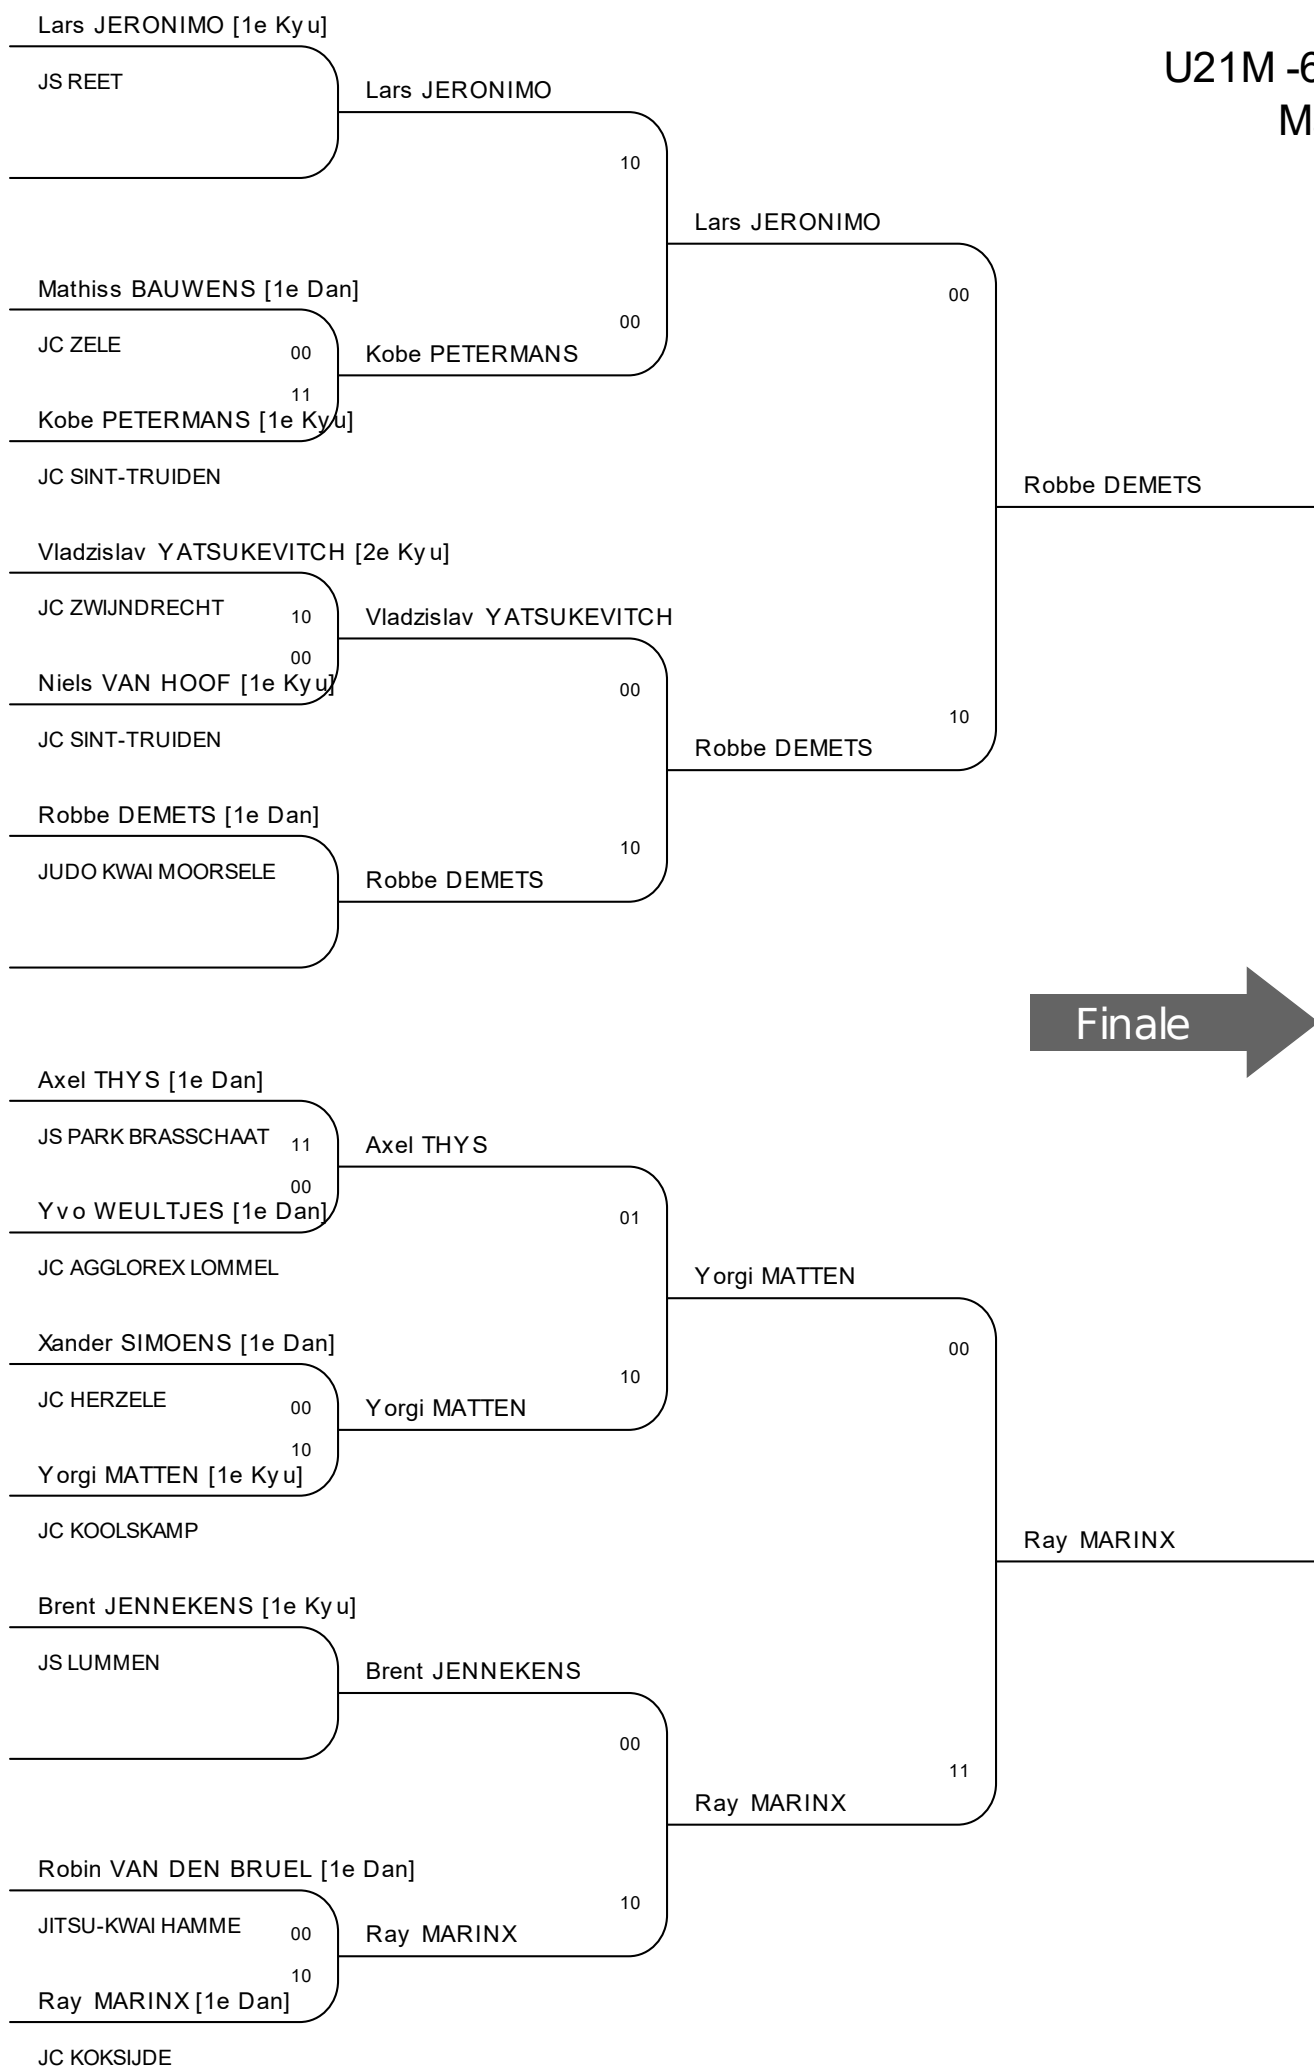 Lars JERONIMO [1e Kyu]
JS REET
Lars JERONIMO
U21M -6
M
10
Lars JERONIMO
Mathiss BAUWENS [1e Dan]
00
00
JC ZELE
00
Kobe PETERMANS
11
Kobe PETERMANS [1e Kyu]
JC SINT-TRUIDEN
Robbe DEMETS
Vladzislav YATSUKEVITCH [2e Kyu]
JC ZWIJNDRECHT
10
Vladzislav YATSUKEVITCH
00
Niels VAN HOOF [1e Kyu]
00
10
JC SINT-TRUIDEN
Robbe DEMETS
Robbe DEMETS [1e Dan]
10
JUDO KWAI MOORSELE
Robbe DEMETS
Finale
Axel THYS [1e Dan]
JS PARK BRASSCHAAT
11
Axel THYS
00
Yvo WEULTJES [1e Dan]
01
JC AGGLOREX LOMMEL
Yorgi MATTEN
Xander SIMOENS [1e Dan]
00
10
JC HERZELE
00
Yorgi MATTEN
10
Yorgi MATTEN [1e Kyu]
JC KOOLSKAMP
Ray MARINX
Brent JENNEKENS [1e Kyu]
JS LUMMEN
Brent JENNEKENS
00
11
Ray MARINX
Robin VAN DEN BRUEL [1e Dan]
10
JITSU-KWAI HAMME
00
Ray MARINX
10
Ray MARINX [1e Dan]
JC KOKSIJDE